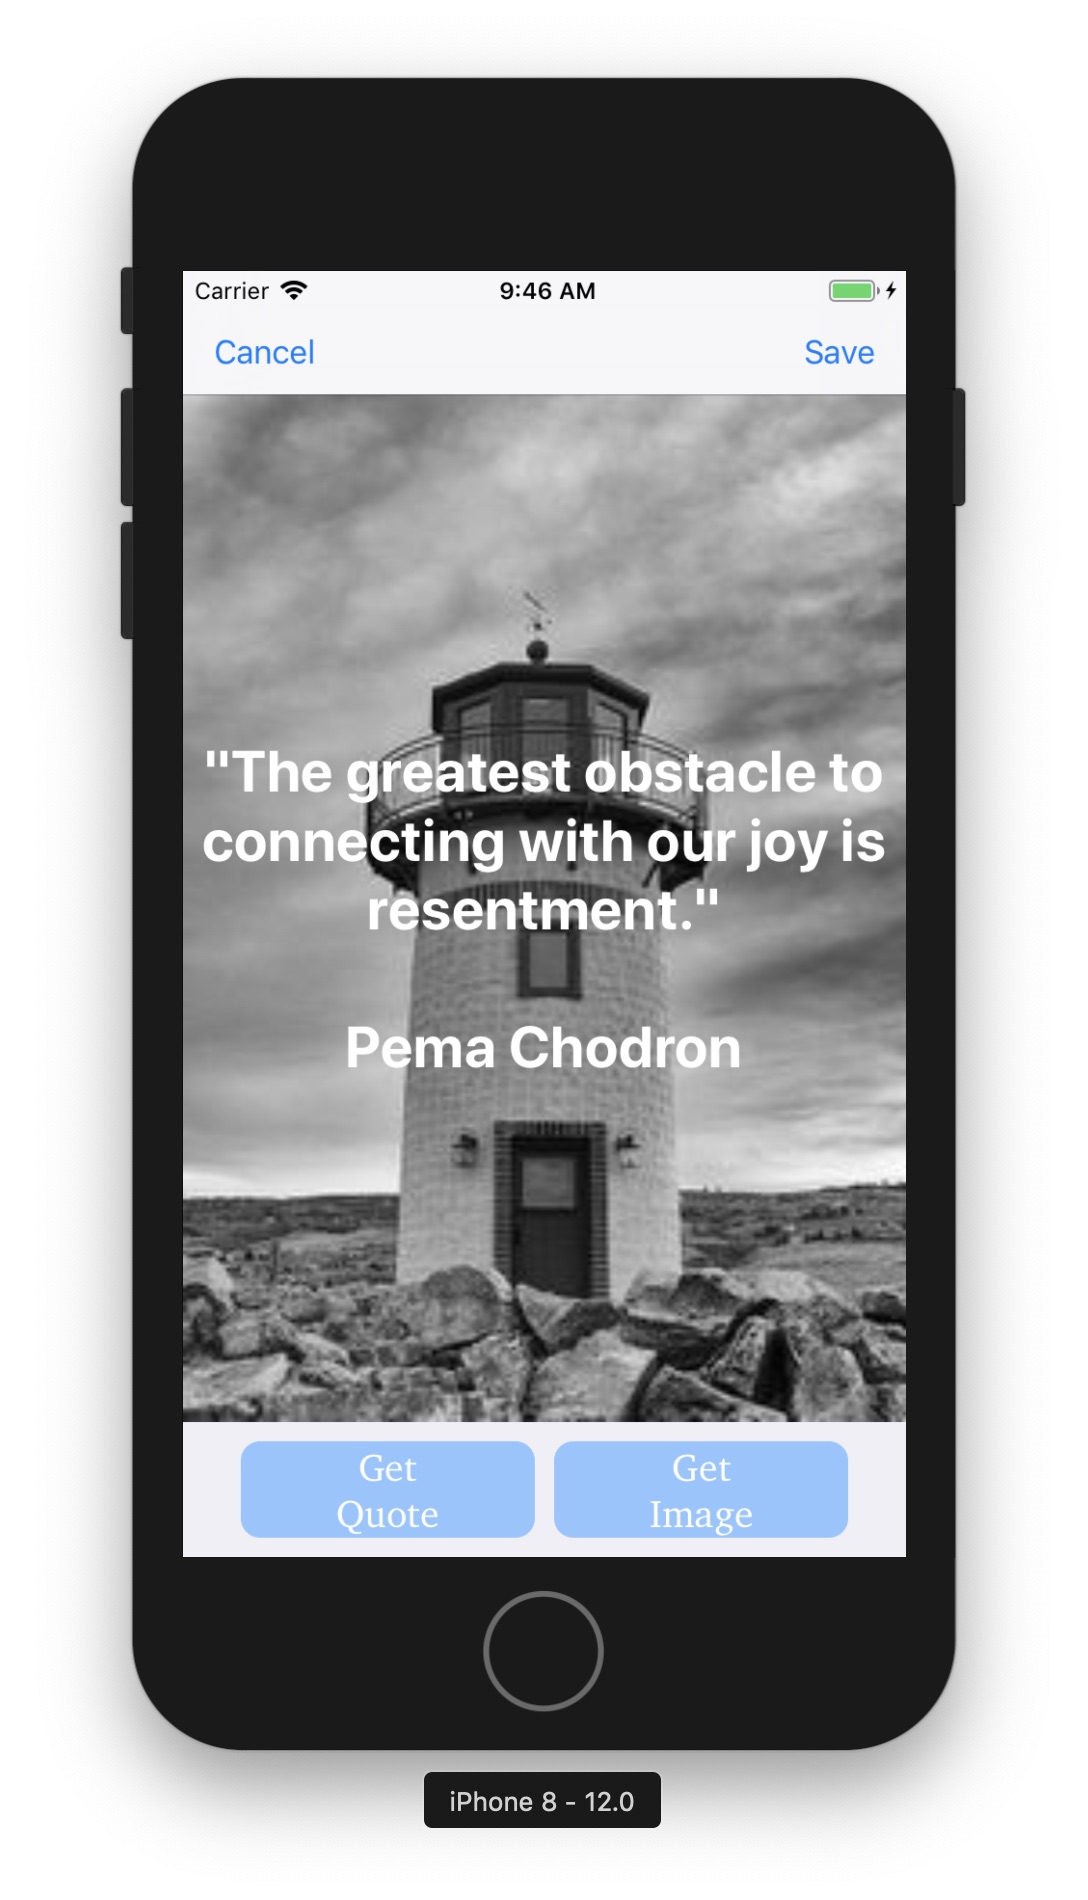 Carrier 9:46 AM
Cancel Save
"The greatest obstacle to
connecting with our joy is
resentment."
Pema Chodron
Get
Quote
Get
Image
iPhone 8 - 12.0